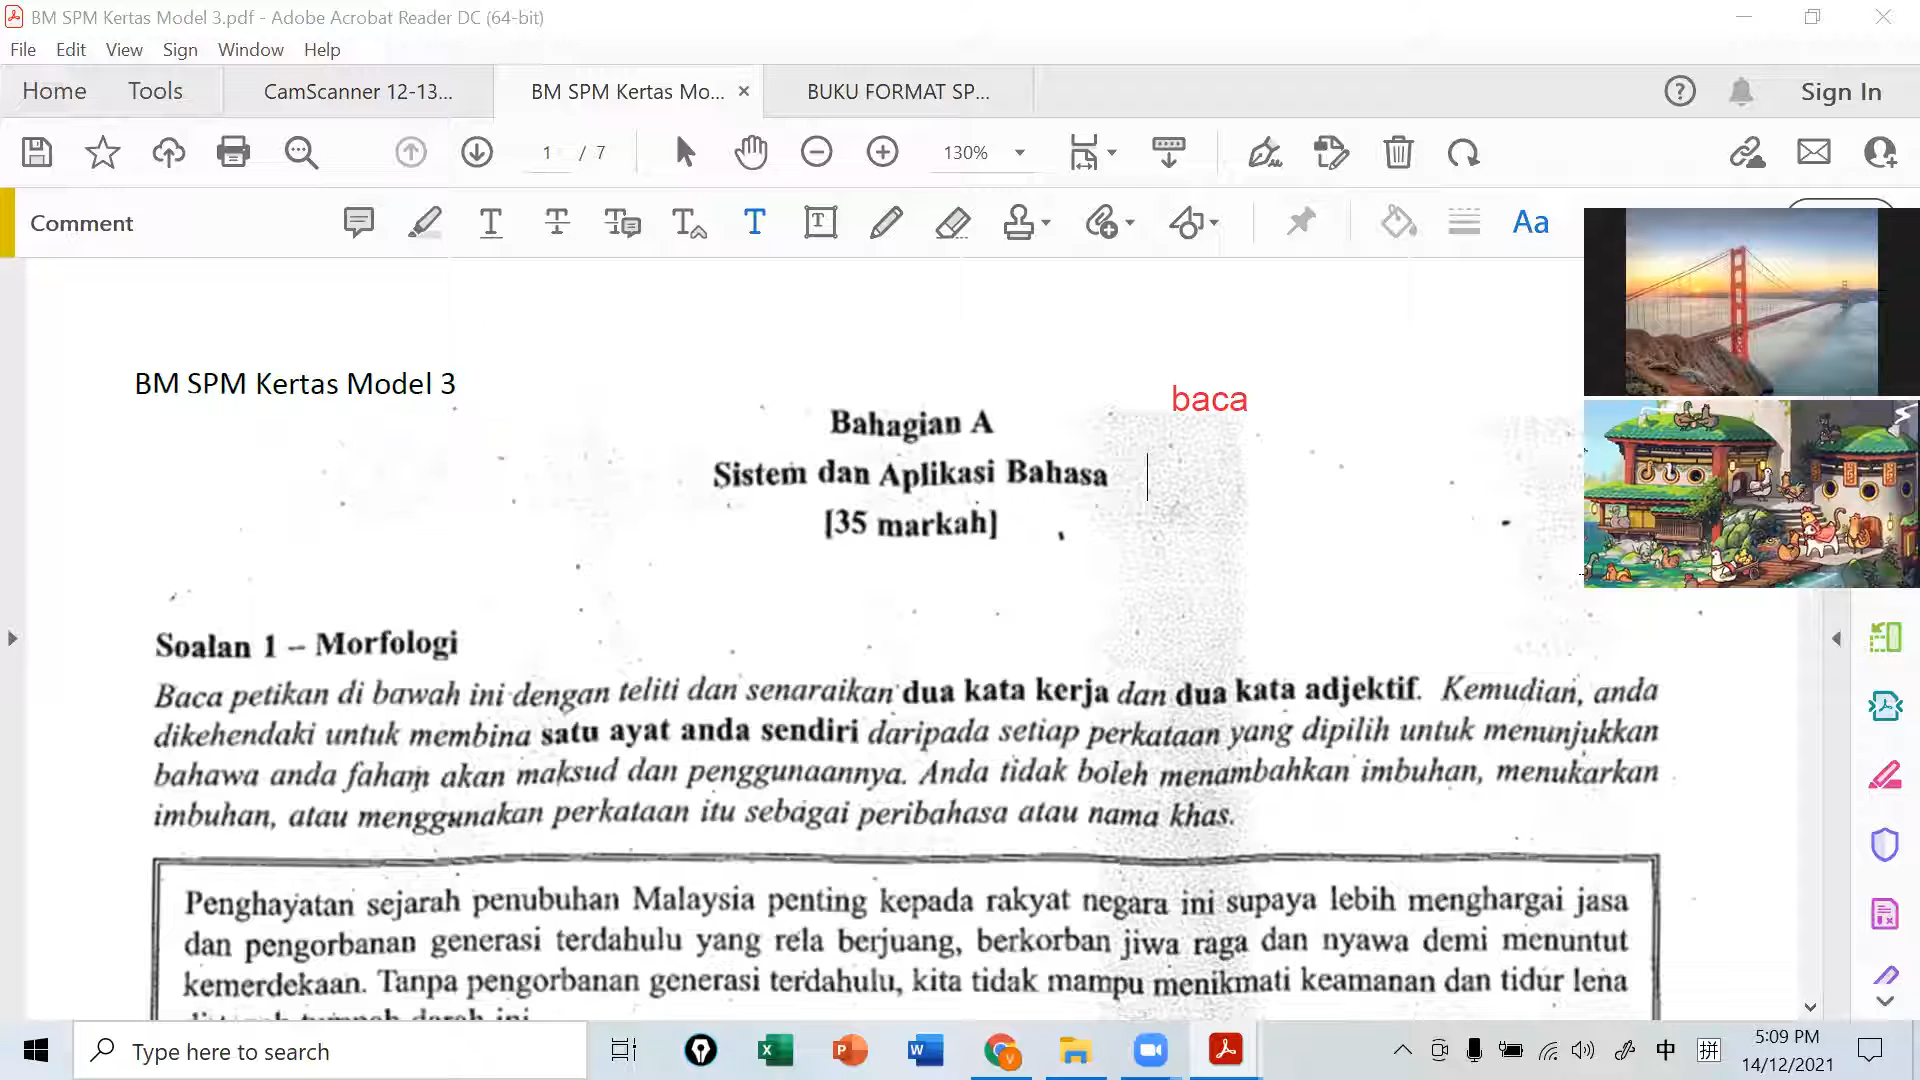 BM SPM Kertas Model 3.pdf - Adobe Acrobat Reader DC (64-bit)
File Edit View Sign Window Help
Home Tools CamScanner 12-13... BM SPM Kertas Mo... × BUKU FORMAT SP... Sign In
1 / 7 130%
Comment
Aa
BM SPM Kertas Model 3
baca
Bahagian A
Sistem dan Aplikasi Bahasa
[35 markah]
Soalan 1 – Morfologi
Baca petikan di bawah ini dengan teliti dan senaraikan dua kata kerja dan dua kata adjektif. Kemudian, anda
dikehendaki untuk membina satu ayat anda sendiri daripada setiap perkataan yang dipilih untuk menunjukkan
bahawa anda faham akan maksud dan penggunaannya. Anda tidak boleh menambahkan imbuhan, menukarkan
imbuhan, atau menggunakan perkataan itu sebagai peribahasa atau nama khas.
Penghayatan sejarah penubuhan Malaysia penting kepada rakyat negara ini supaya lebih menghargai jasa
dan pengorbanan generasi terdahulu yang rela berjuang, berkorban jiwa raga dan nyawa demi menuntut
kemerdekaan. Tanpa pengorbanan generasi terdahulu, kita tidak mampu menikmati keamanan dan tidur lena
Type here to search
中 拼 5:09 PM
14/12/2021